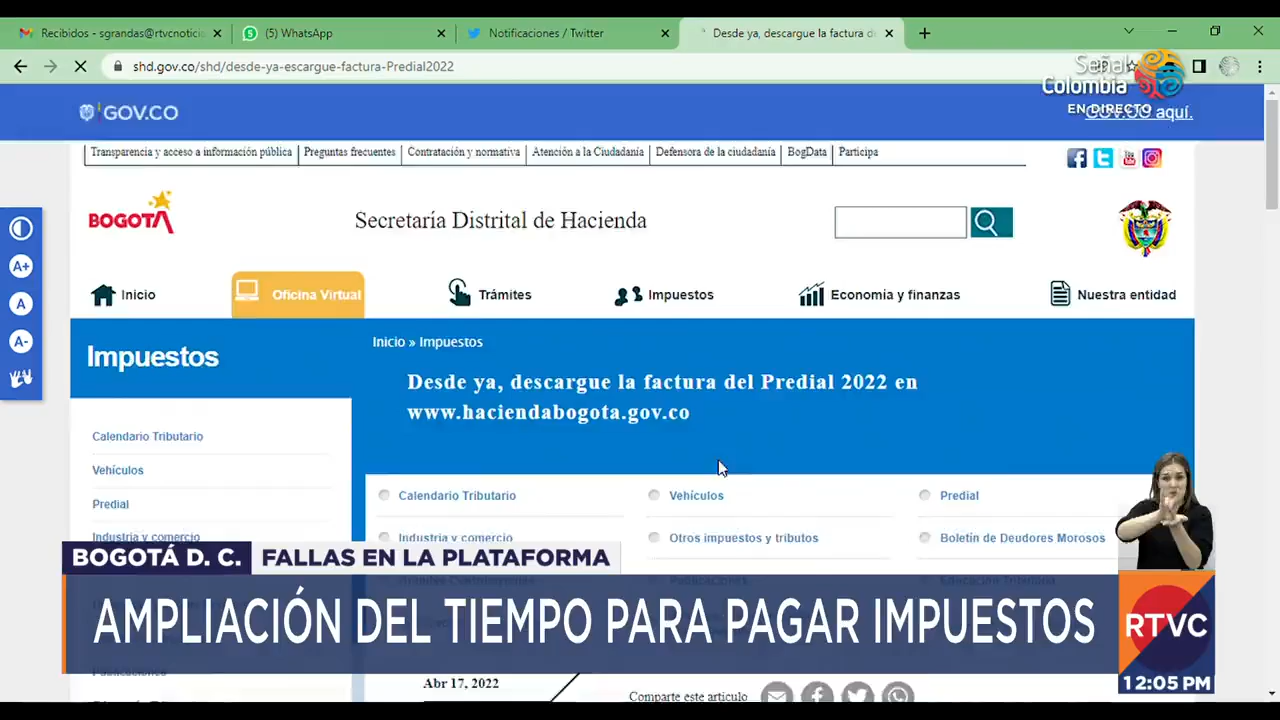 Recibidos - sgrandas@rtvcnotici
(5) WhatsApp
Notificaciones / Twitter
Desde ya, descargue la factura d
shd.gov.co/shd/desde-ya-escargue-factura-Predial2022
Señal
Colombia
EN DIRECTO
GOV.CO
GOV.CO aquí.
Transparencia y acceso a información pública
Preguntas frecuentes
Contratación y normativa
Atención a la Ciudadanía
Defensora de la ciudadanía
BogData
Participa
BOGOTÁ
Secretaría Distrital de Hacienda
A+
A
A-
Inicio
Oficina Virtual
Trámites
Impuestos
Economía y finanzas
Nuestra entidad
Impuestos
Inicio » Impuestos
Desde ya, descargue la factura del Predial 2022 en
www.haciendabogota.gov.co
Calendario Tributario
Vehículos
Predial
Industria y comercio
Calendario Tributario
Vehículos
Predial
Industria y comercio
Otros impuestos y tributos
Boletín de Deudores Morosos
Publicaciones
Educación Tributaria
BOGOTÁ D. C.
FALLAS EN LA PLATAFORMA
AMPLIACIÓN DEL TIEMPO PARA PAGAR IMPUESTOS
RTVC
12:05 PM
Publicaciones
Abr 17, 2022
Comparte este artículo